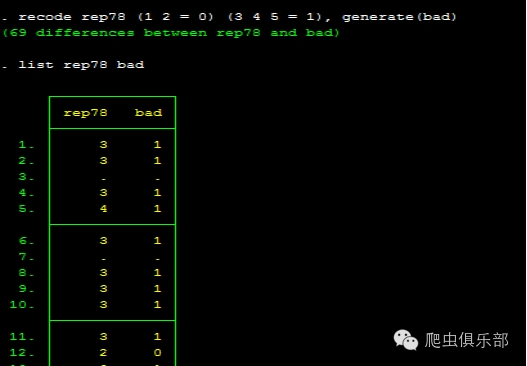 . recode rep78 (1 2 = 0) (3 4 5 = 1), generate(bad)
(69 differences between rep78 and bad)
. list rep78 bad
rep78 bad
1. 3 1
2. 3 1
3. . .
4. 3 1
5. 4 1
6. 3 1
7. . .
8. 3 1
9. 3 1
10. 3 1
11. 3 1
12. 2 0
爬虫俱乐部